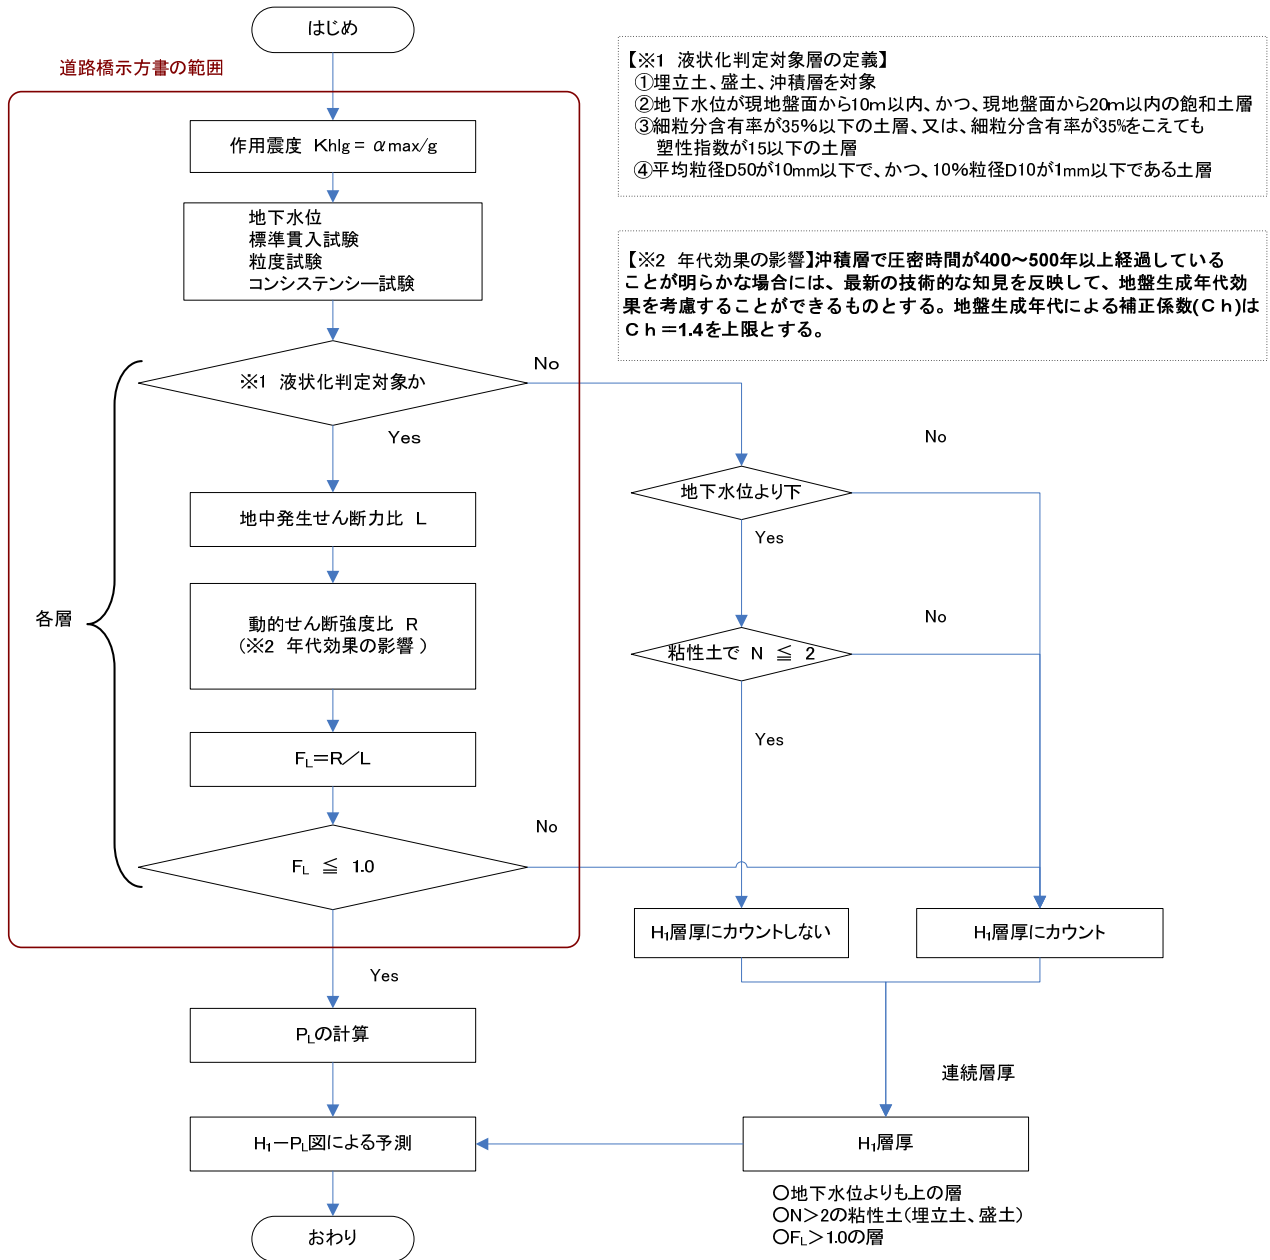 はじめ
道路橋示方書の範囲
作用震度 Khlg = αmax/g
地下水位
標準貫入試験
粒度試験
コンシステンシー試験
※1 液状化判定対象か
No
Yes
地中発生せん断力比 L
動的せん断強度比 R
(※2 年代効果の影響)
各層
FL=R/L
FL ≦ 1.0
No
Yes
PLの計算
H1-PL図による予測
おわり
【※1 液状化判定対象層の定義】
①埋立土、盛土、沖積層を対象
②地下水位が現地盤面から10m以内、かつ、現地盤面から20m以内の飽和土層
③細粒分含有率が35%以下の土層、又は、細粒分含有率が35%をこえても
塑性指数が15以下の土層
④平均粒径D50が10mm以下で、かつ、10%粒径D10が1mm以下である土層
【※2 年代効果の影響】沖積層で圧密時間が400~500年以上経過している
ことが明らかな場合には、最新の技術的な知見を反映して、地盤生成年代効
果を考慮することができるものとする。地盤生成年代による補正係数(Ch)は
Ch=1.4を上限とする。
No
地下水位より下
Yes
No
粘性土で N ≦ 2
Yes
H1層厚にカウントしない
H1層厚にカウント
連続層厚
H1層厚
○地下水位よりも上の層
○N>2の粘性土(埋立土、盛土)
○FL>1.0の層